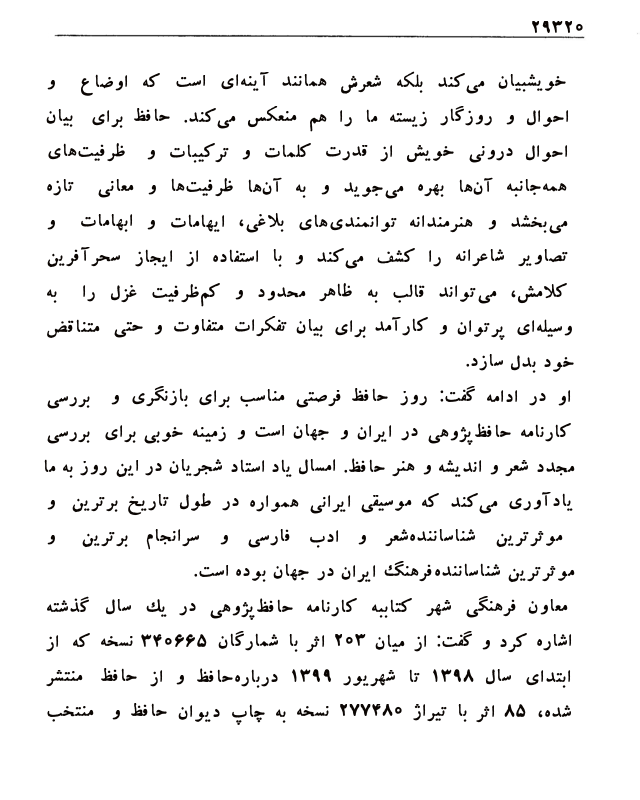 ۲۹۳۲۰
خویشبیان می‌کند بلکه شعرش همانند آینه‌ای است که اوضاع و
احوال و روزگار زیسته ما را هم منعکس می‌کند. حافظ برای بیان
احوال درونی خویش از قدرت کلمات و ترکیبات و ظرفیت‌های
همه‌جانبه آن‌ها بهره می‌جوید و به آن‌ها ظرفیت‌ها و معانی تازه
می‌بخشد و هنرمندانه توانمندی‌های بلاغی، ایهامات و ابهامات و
تصاویر شاعرانه را کشف می‌کند و با استفاده از ایجاز سحرآفرین
کلامش، می‌تواند قالب به ظاهر محدود و کم‌ظرفیت غزل را به
وسیله‌ای پرتوان و کارآمد برای بیان تفکرات متفاوت و حتی متناقض
خود بدل سازد.
او در ادامه گفت: روز حافظ فرصتی مناسب برای بازنگری و بررسی
کارنامه حافظ‌پژوهی در ایران و جهان است و زمینه خوبی برای بررسی
مجدد شعر و اندیشه و هنر حافظ. امسال یاد استاد شجریان در این روز به ما
یادآوری می‌کند که موسیقی ایرانی همواره در طول تاریخ برترین و
موثرترین شناساننده‌شعر و ادب فارسی و سرانجام برترین و
موثرترین شناساننده‌فرهنگ ایران در جهان بوده است.
معاون فرهنگی شهر کتاببه کارنامه حافظ‌پژوهی در یك سال گذشته
اشاره کرد و گفت: از میان ۲۰۳ اثر با شمارگان ۳۴۰۶۶۵ نسخه که از
ابتدای سال ۱۳۹۸ تا شهریور ۱۳۹۹ درباره‌حافظ و از حافظ منتشر
شده، ۸۵ اثر با تیراژ ۲۷۷۴۸۰ نسخه به چاپ دیوان حافظ و منتخب